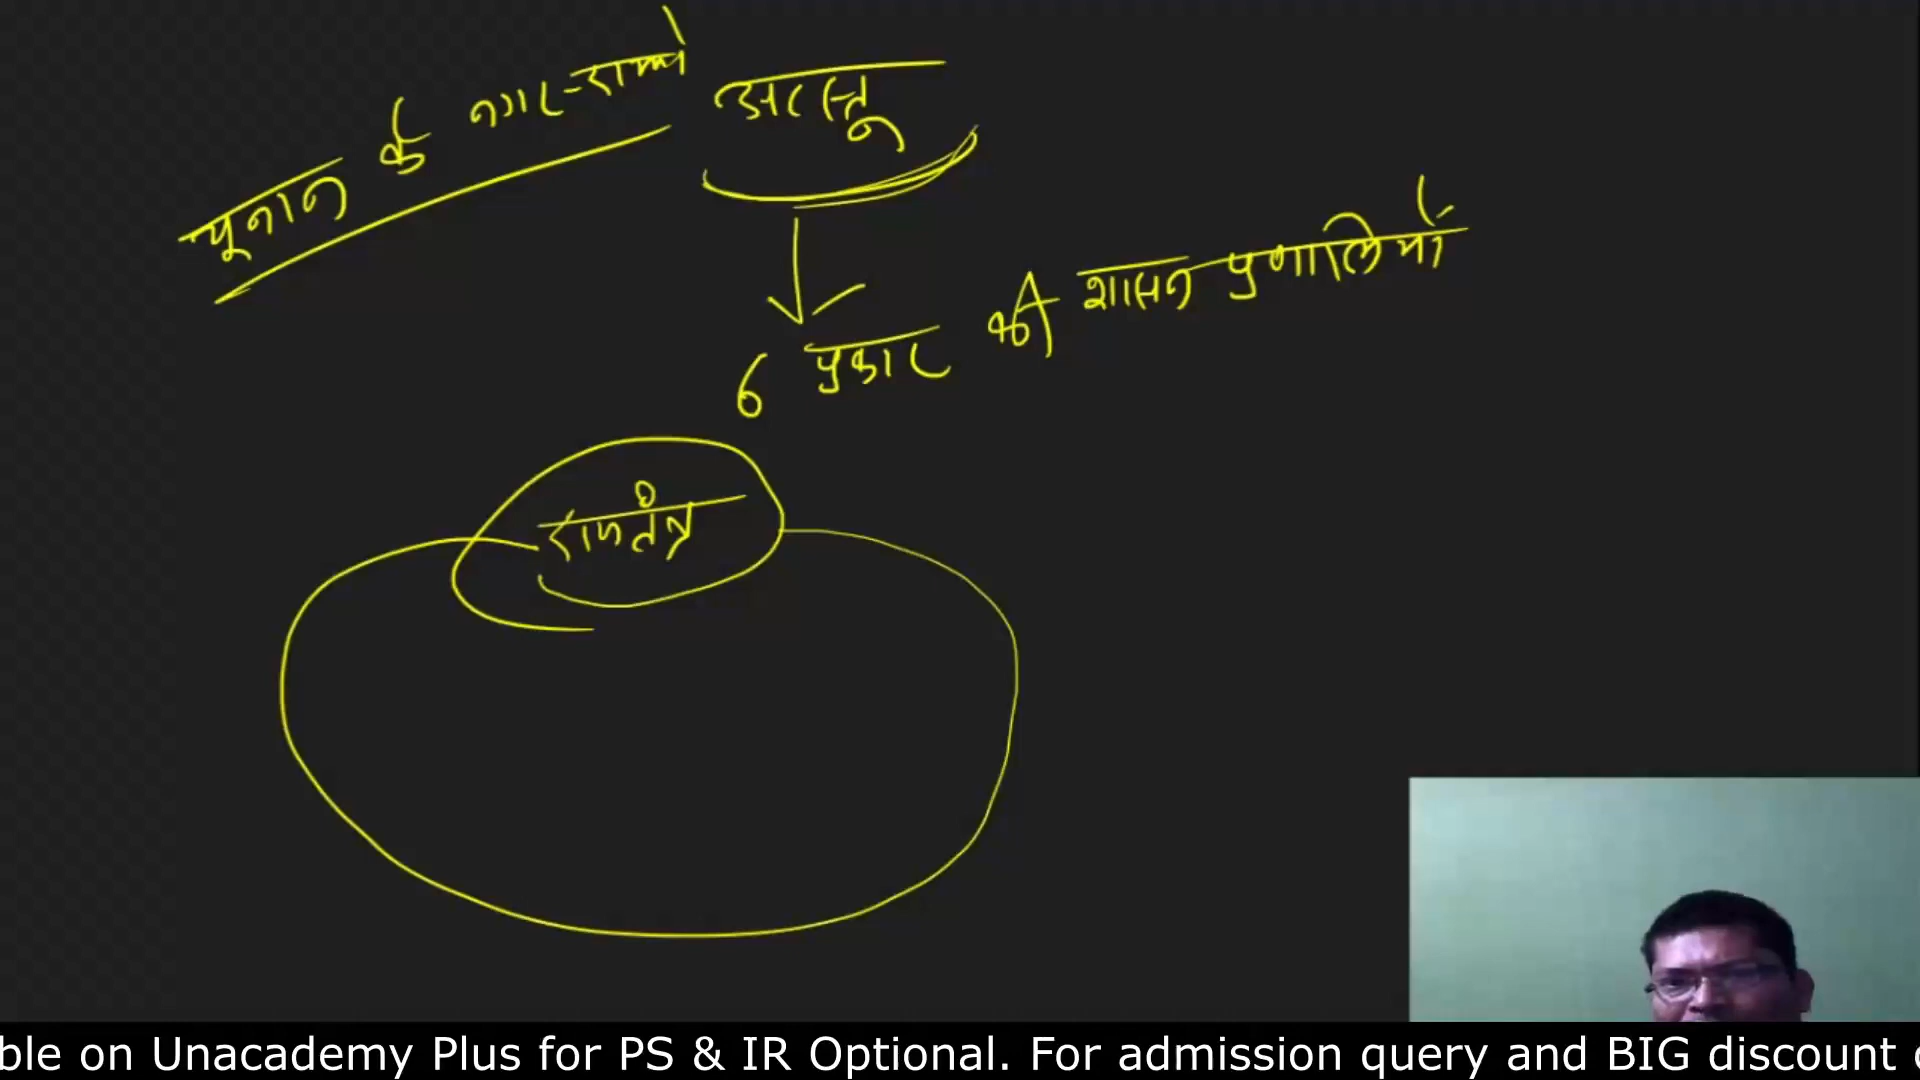 यूनान के नगर-राज्यों
अरस्तू
6 प्रकार की शासन प्रणालियाँ
राजतंत्र
ble on Unacademy Plus for PS & IR Optional. For admission query and BIG discount